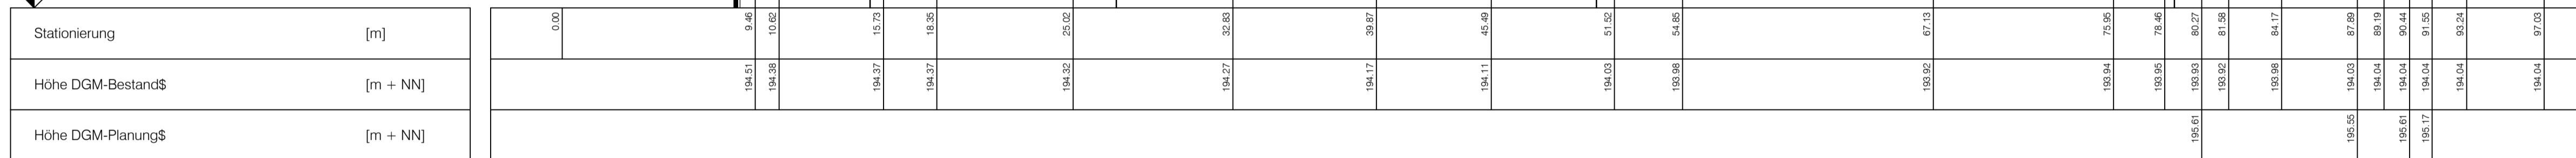 Stationierung [m] 0.00 9.46 10.62 15.73 18.35 25.02 32.83 39.87 45.49 51.52 54.85 67.13 75.95 78.46 80.27 81.58 84.17 87.89 89.19 90.44 91.55 93.24 97.03
Höhe DGM-Bestand$ [m + NN] 194.51 194.38 194.37 194.37 194.32 194.27 194.17 194.11 194.03 193.98 193.92 193.94 193.95 193.93 193.92 193.98 194.03 194.04 194.04 194.04 194.04 194.04
Höhe DGM-Planung$ [m + NN] 195.61 195.55 195.61 195.17